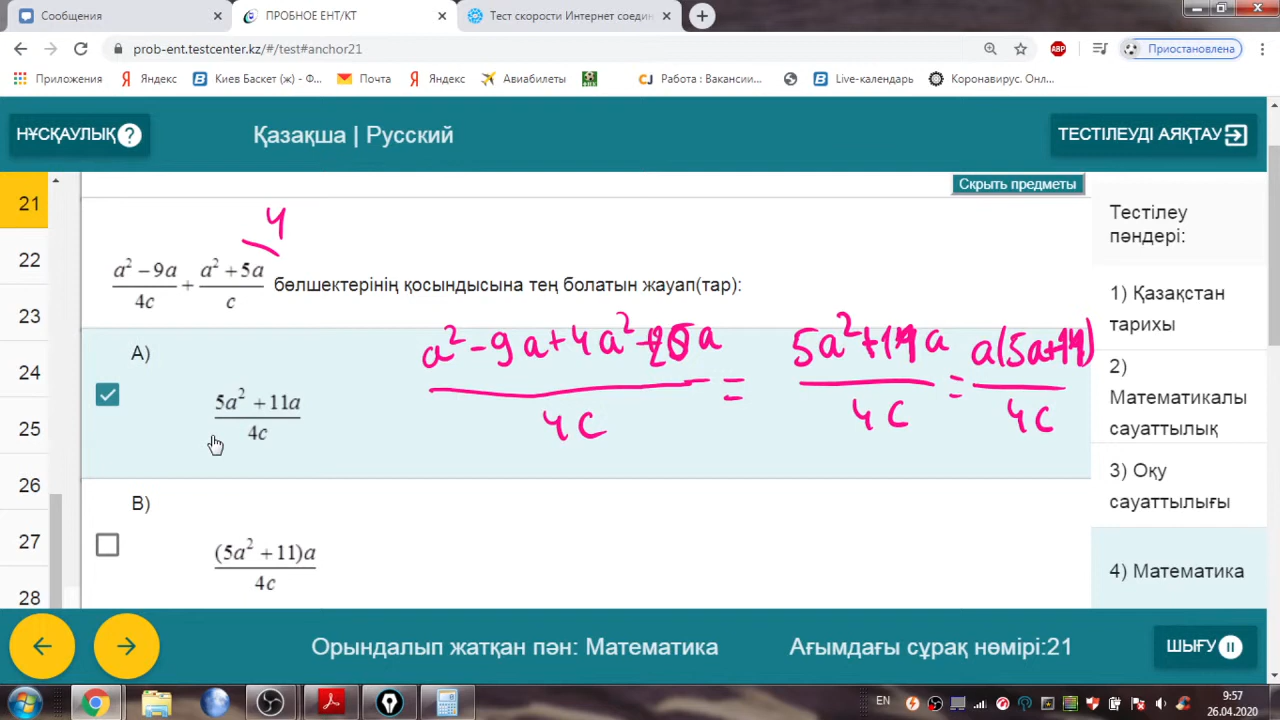 Сообщения
ПРОБНОЕ ЕНТ/КТ
Тест скорости Интернет соедин
prob-ent.testcenter.kz/#/test#anchor21
ABP
Приостановлена
Приложения
Яндекс
Киев Баскет (ж) - Ф...
Почта
Яндекс
Авиабилеты
Работа : Вакансии...
Live-календарь
Коронавирус. Онл...
НҰСҚАУЛЫҚ ?
Қазақша | Русский
ТЕСТІЛЕУДІ АЯҚТАУ
Скрыть предметы
21
22
23
24
25
26
27
28
4
a² − 9a / 4c + a² + 5a / c бөлшектерінің қосындысына тең болатын жауап(тар):
A)
5a² + 11a / 4c
a² - 9a + 4a² + 20a / 4c = 5a² + 11a / 4c = a(5a+11) / 4c
B)
(5a² + 11)a / 4c
Тестілеу
пәндері:
1) Қазақстан
тарихы
2)
Математикалы
сауаттылық
3) Оқу
сауаттылығы
4) Математика
Орындалып жатқан пән: Математика
Ағымдағы сұрақ нөмірі:21
ШЫҒУ
EN
9:57
26.04.2020